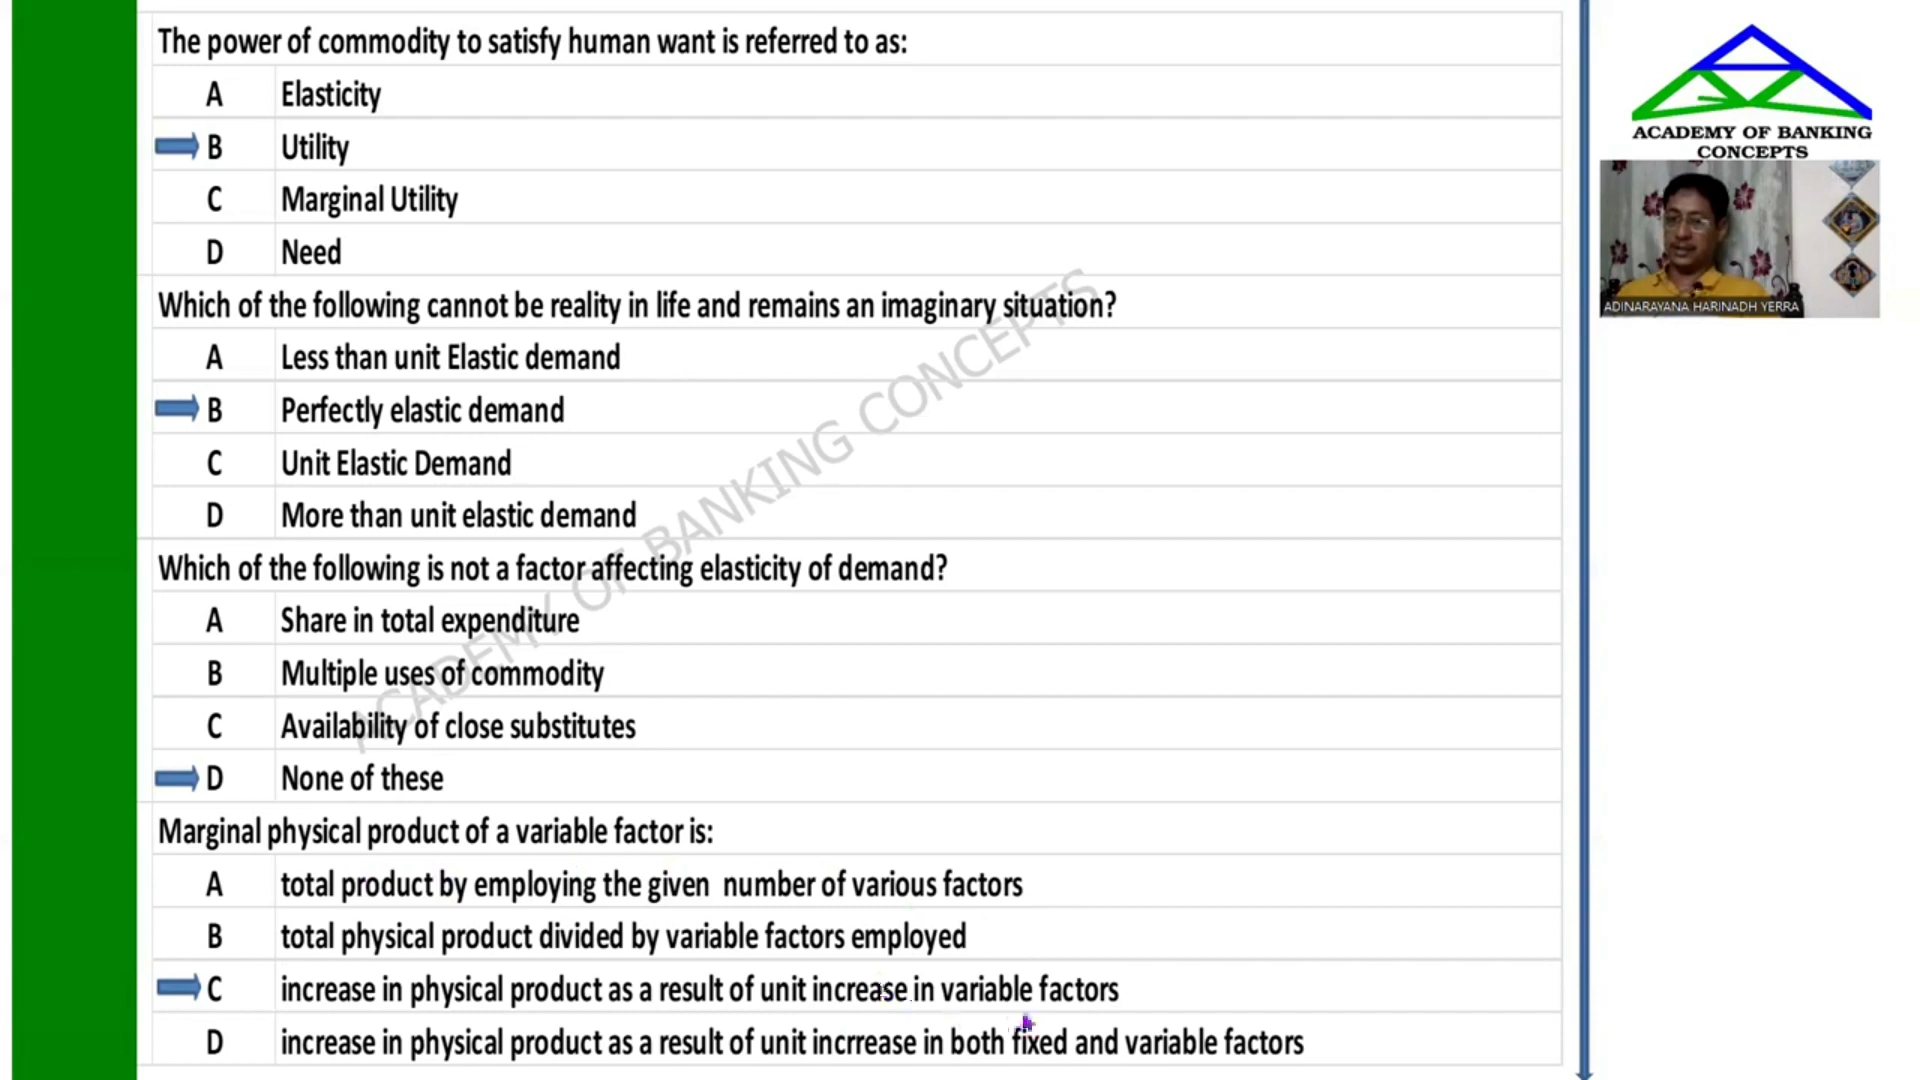 The power of commodity to satisfy human want is referred to as:
A Elasticity
B Utility
C Marginal Utility
D Need
Which of the following cannot be reality in life and remains an imaginary situation?
A Less than unit Elastic demand
B Perfectly elastic demand
C Unit Elastic Demand
D More than unit elastic demand
Which of the following is not a factor affecting elasticity of demand?
A Share in total expenditure
B Multiple uses of commodity
C Availability of close substitutes
D None of these
Marginal physical product of a variable factor is:
A total product by employing the given number of various factors
B total physical product divided by variable factors employed
C increase in physical product as a result of unit increase in variable factors
D increase in physical product as a result of unit incrrease in both fixed and variable factors
ACADEMY OF BANKING CONCEPTS
ACADEMY OF BANKING
CONCEPTS
ADINARAYANA HARINADH YERRA